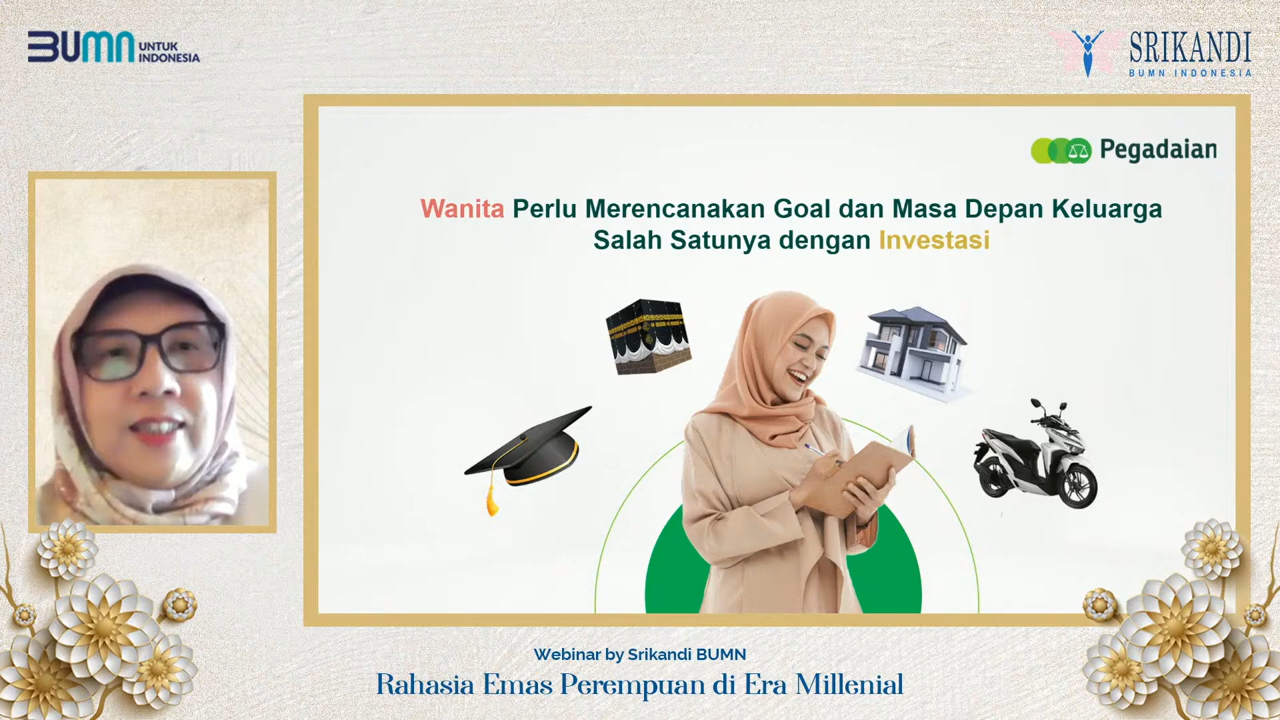 BUMN UNTUK
INDONESIA
SRIKANDI
BUMN INDONESIA
Pegadaian
Wanita Perlu Merencanakan Goal dan Masa Depan Keluarga
Salah Satunya dengan Investasi
Webinar by Srikandi BUMN
Rahasia Emas Perempuan di Era Millenial